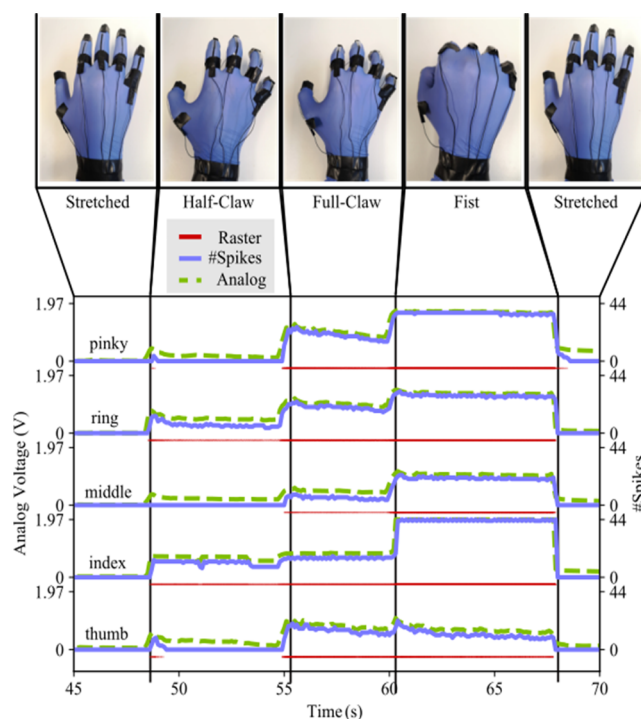 Stretched Half-Claw Full-Claw Fist Stretched
Raster
#Spikes
Analog
1.97 44
pinky
0 0
1.97 44
ring
0 0
1.97 44
middle
0 0
1.97 44
index
0 0
1.97 44
thumb
0 0
45 50 55 60 65 70
Time (s)
Analog Voltage (V)
#Spikes